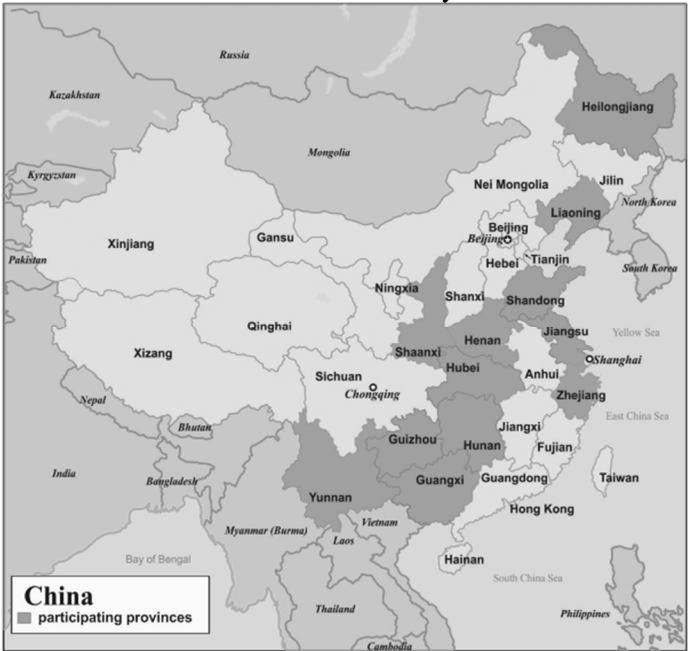 Russia
Kazakhstan
Heilongjiang
Mongolia
Kyrgyzstan
Nei Mongolia
Jilin
North Korea
Liaoning
Beijing
Beijing
Gansu
Xinjiang
Pakistan
Hebei
Tianjin
South Korea
Ningxia
Shanxi
Shandong
Qinghai
Jiangsu
Yellow Sea
Henan
Shaanxi
Xizang
Shanghai
Hubei
Anhui
Sichuan
Chongqing
Zhejiang
Nepal
East China Sea
Bhutan
Jiangxi
Guizhou
Hunan
Fujian
India
Bangladesh
Guangxi
Guangdong
Taiwan
Yunnan
Hong Kong
Vietnam
Myanmar (Burma)
Laos
Bay of Bengal
Hainan
South China Sea
China
participating provinces
Thailand
Philippines
Cambodia